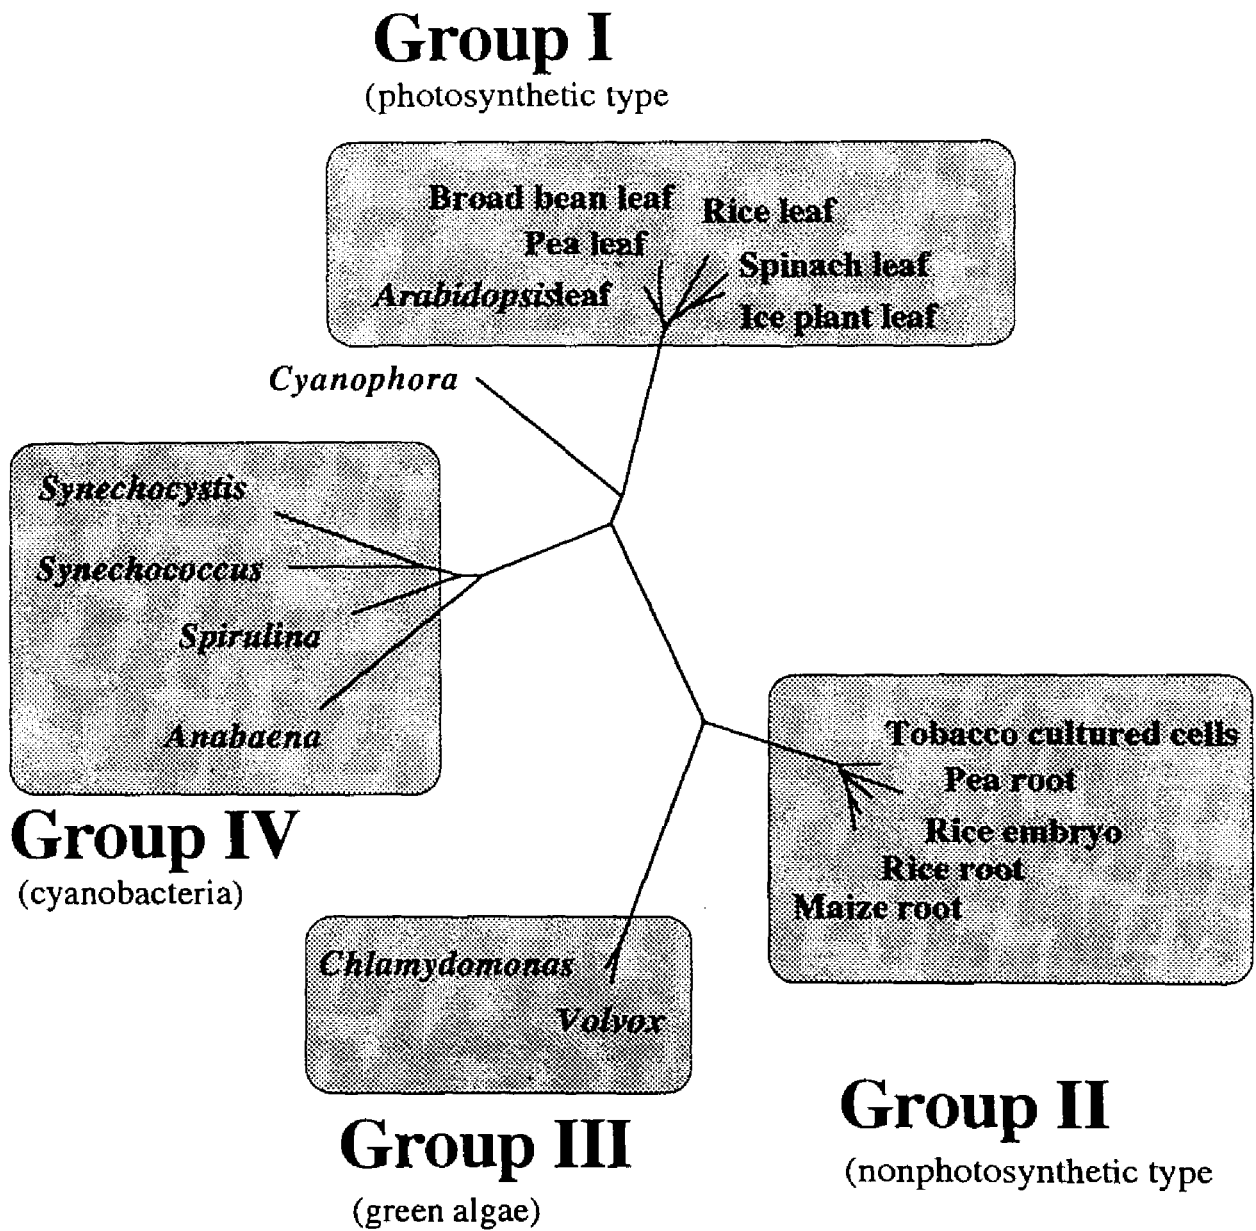 Group I
(photosynthetic type
Broad bean leaf
Rice leaf
Pea leaf
Spinach leaf
Arabidopsisleaf
Ice plant leaf
Cyanophora
Synechocystis
Synechococcus
Spirulina
Anabaena
Group IV
(cyanobacteria)
Tobacco cultured cells
Pea root
Rice embryo
Rice root
Maize root
Chlamydomonas
Volvox
Group III
(green algae)
Group II
(nonphotosynthetic type